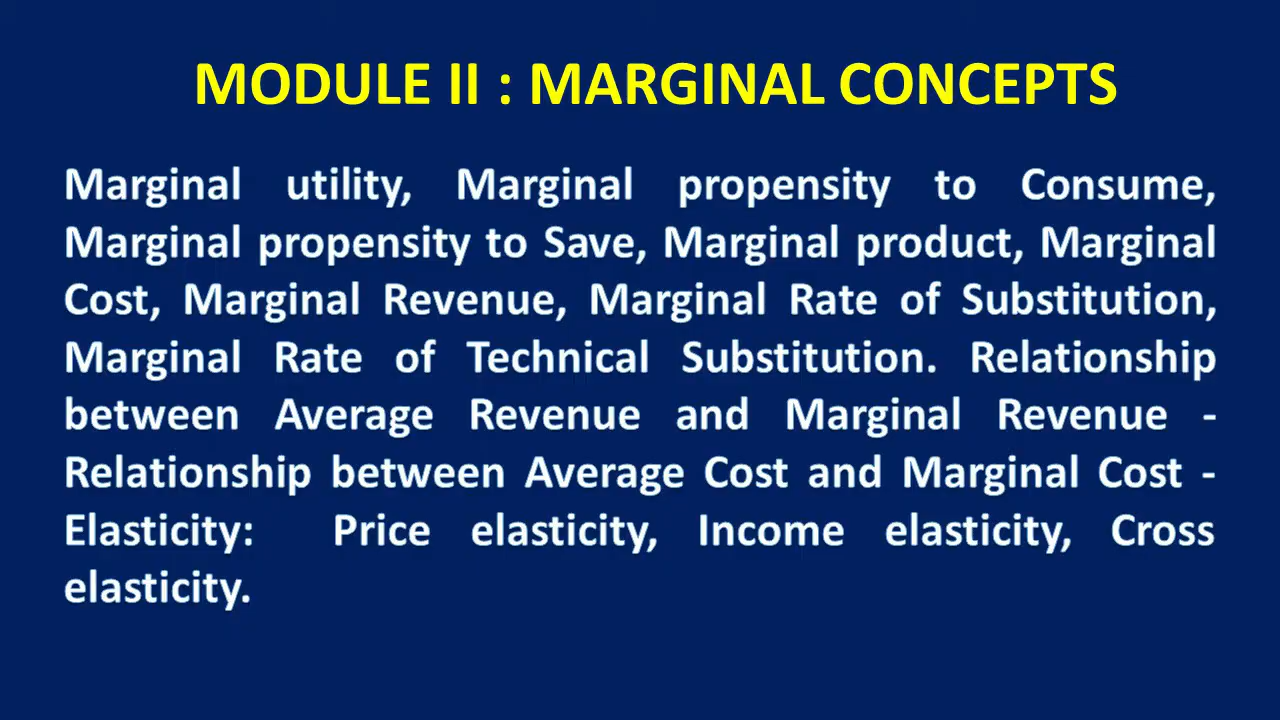 MODULE II : MARGINAL CONCEPTS
Marginal utility, Marginal propensity to Consume,
Marginal propensity to Save, Marginal product, Marginal
Cost, Marginal Revenue, Marginal Rate of Substitution,
Marginal Rate of Technical Substitution. Relationship
between Average Revenue and Marginal Revenue -
Relationship between Average Cost and Marginal Cost -
Elasticity: Price elasticity, Income elasticity, Cross
elasticity.